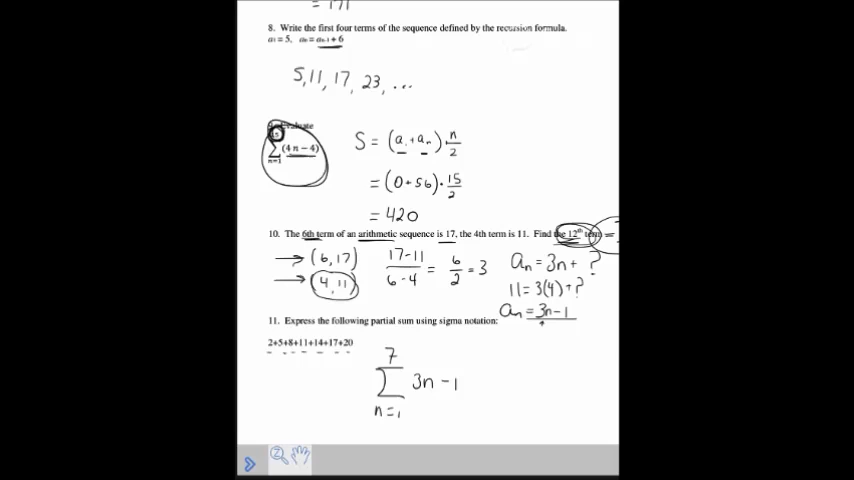 = 171
8. Write the first four terms of the sequence defined by the recursion formula.
a₁ = 5, aₙ = aₙ₋₁ + 6
5, 11, 17, 23, ...
9. Evaluate
15
∑ (4n − 4)
n=1
S = (a₁ + aₙ) · n/2
= (0 + 56) · 15/2
= 420
10. The 6th term of an arithmetic sequence is 17, the 4th term is 11. Find the 12th term =
(6, 17)
(4, 11)
17 - 11 / 6 - 4 = 6/2 = 3
aₙ = 3n + ?
11 = 3(4) + ?
aₙ = 3n − 1
11. Express the following partial sum using sigma notation:
2+5+8+11+14+17+20
7
∑ 3n − 1
n=1